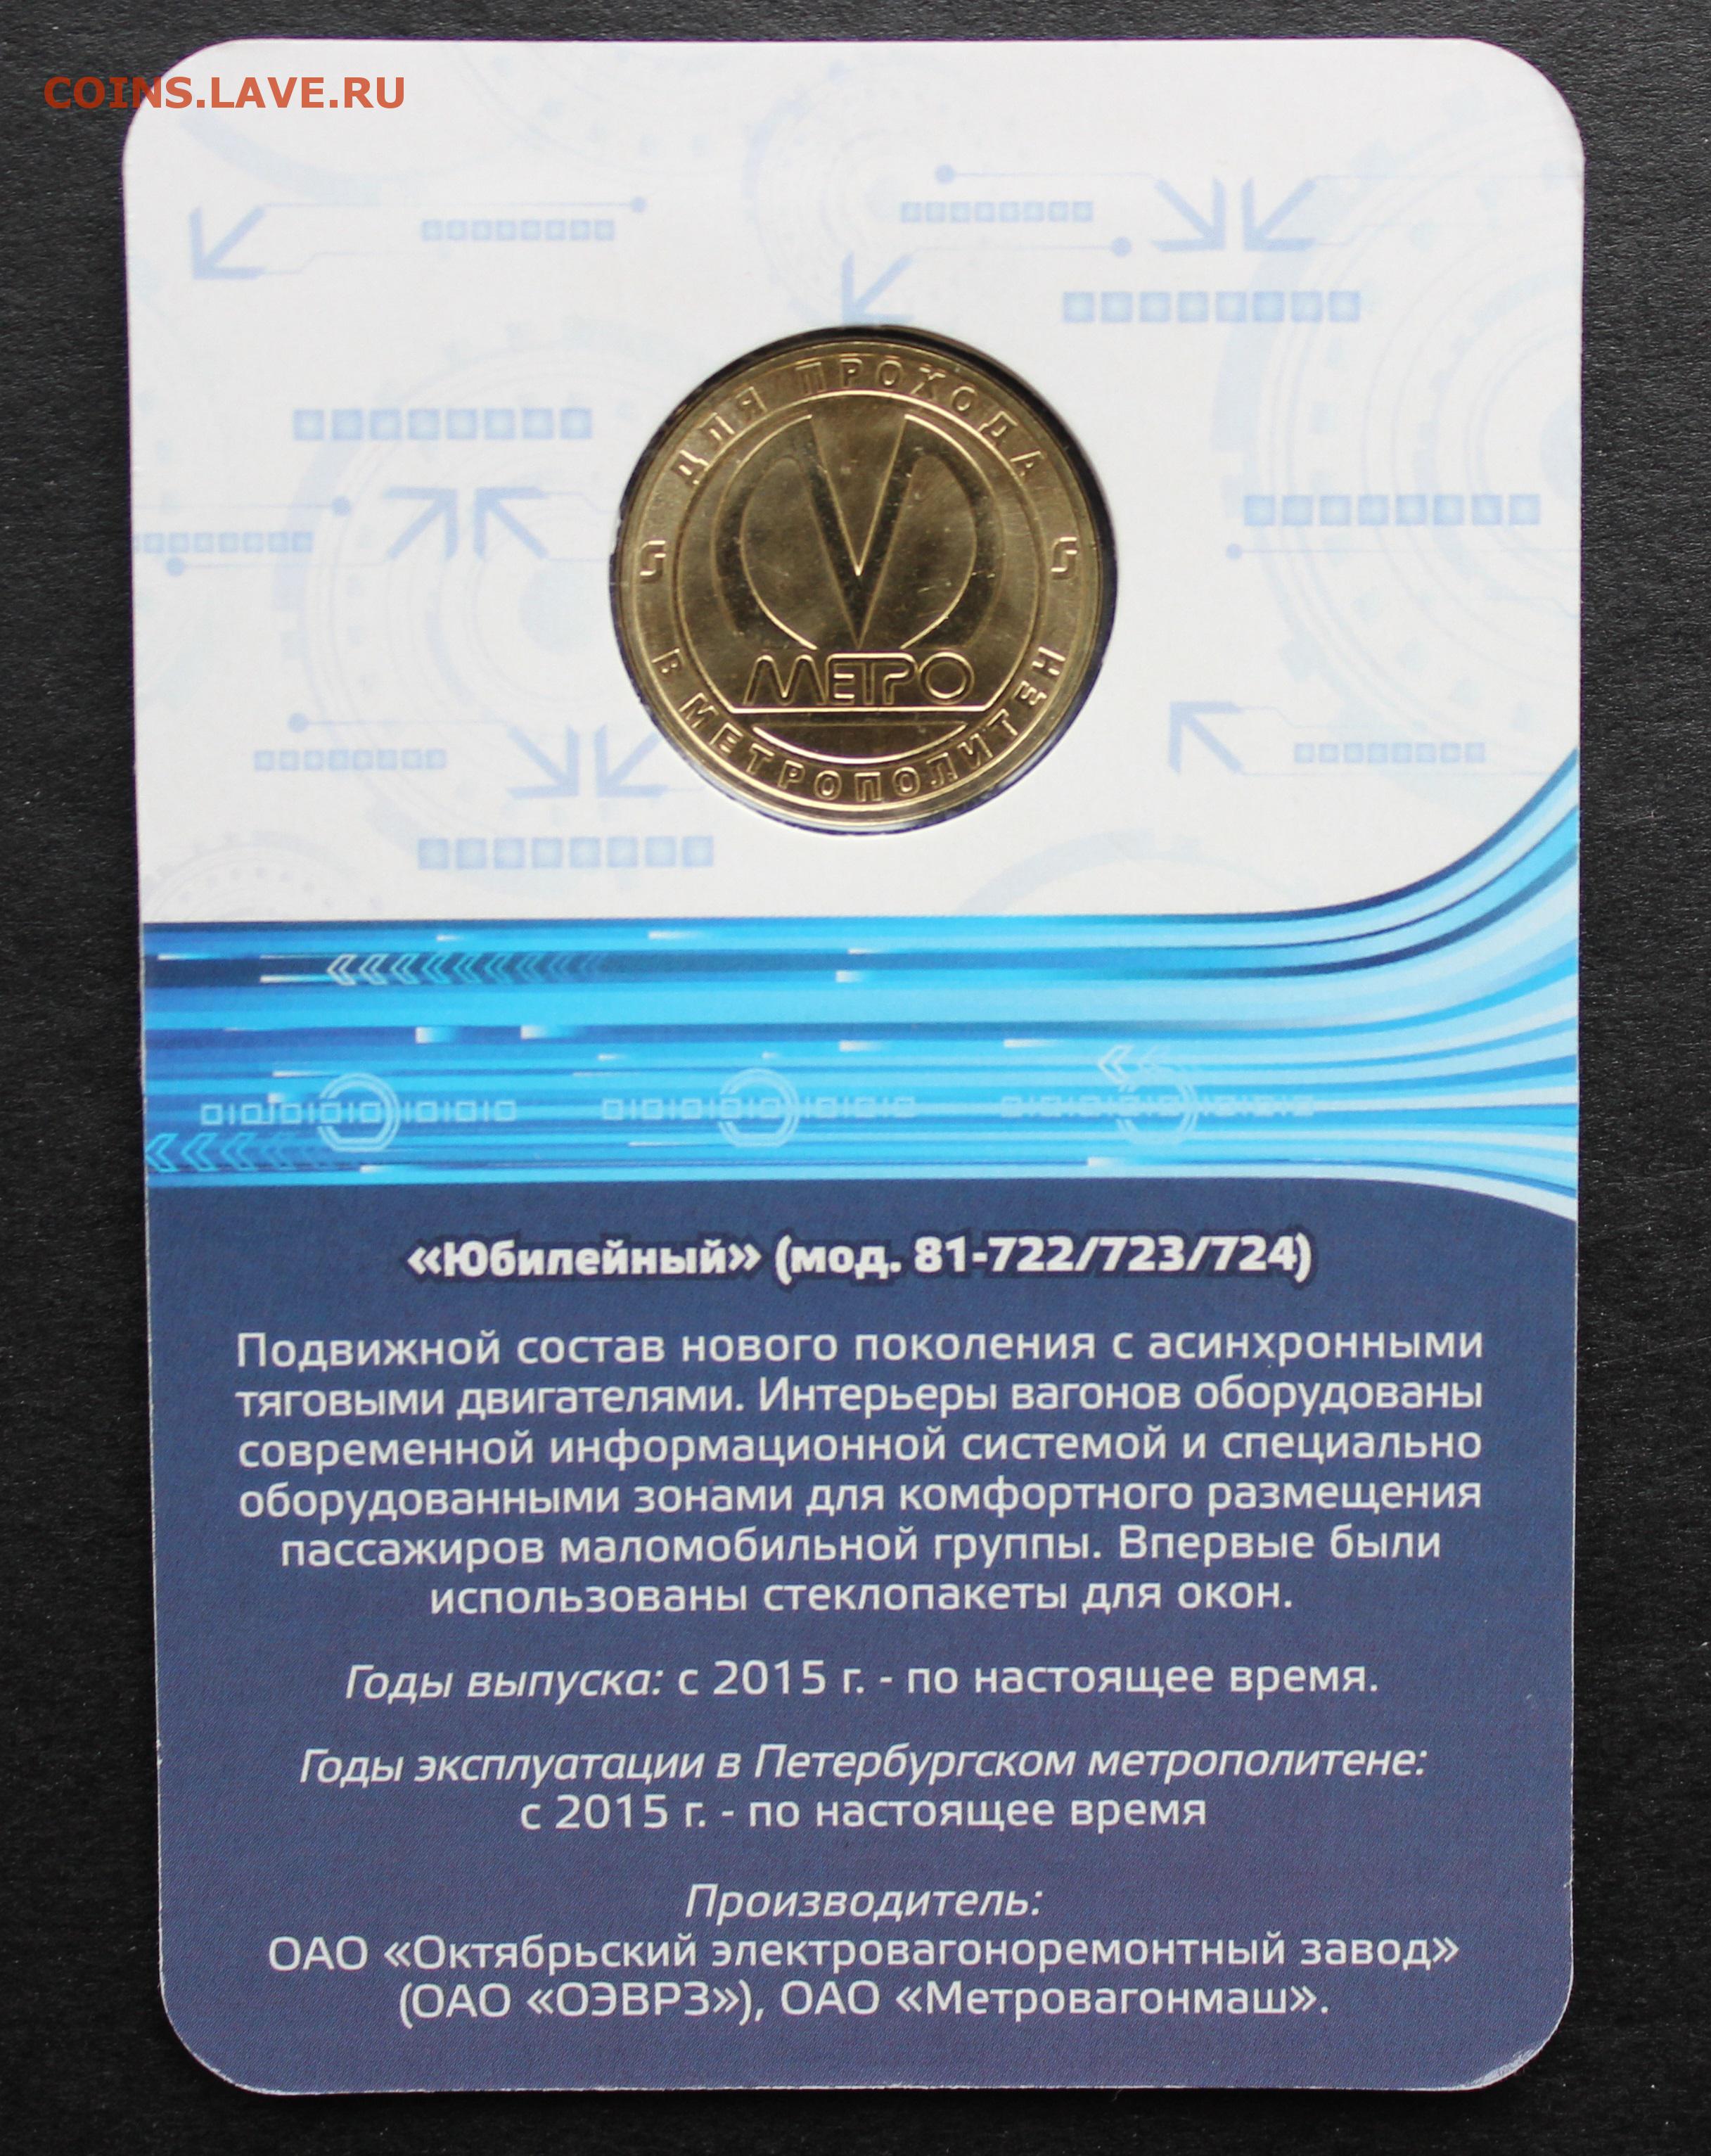 COINS.LAVE.RU
ДЛЯ ПРОХОДА
МЕТРО
В МЕТРОПОЛИТЕН
«Юбилейный» (мод. 81-722/723/724)
Подвижной состав нового поколения с асинхронными
тяговыми двигателями. Интерьеры вагонов оборудованы
современной информационной системой и специально
оборудованными зонами для комфортного размещения
пассажиров маломобильной группы. Впервые были
использованы стеклопакеты для окон.
Годы выпуска: с 2015 г. - по настоящее время.
Годы эксплуатации в Петербургском метрополитене:
с 2015 г. - по настоящее время
Производитель:
ОАО «Октябрьский электровагоноремонтный завод»
(ОАО «ОЭВРЗ»), ОАО «Метровагонмаш».